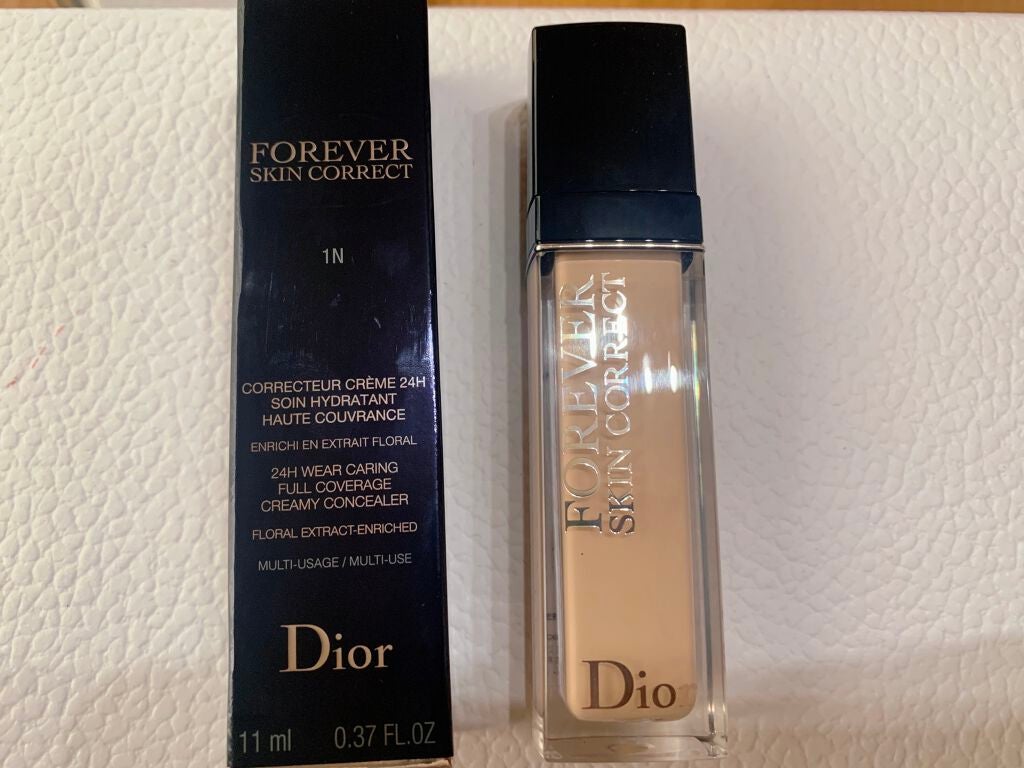 FOREVER
SKIN CORRECT
1N
CORRECTEUR CRÈME 24H
SOIN HYDRATANT
HAUTE COUVRANCE
ENRICHI EN EXTRAIT FLORAL
24H WEAR CARING
FULL COVERAGE
CREAMY CONCEALER
FLORAL EXTRACT-ENRICHED
MULTI-USAGE / MULTI-USE
Dior
11 ml 0.37 FL.OZ
FOREVER
SKIN CORRECT
Dior